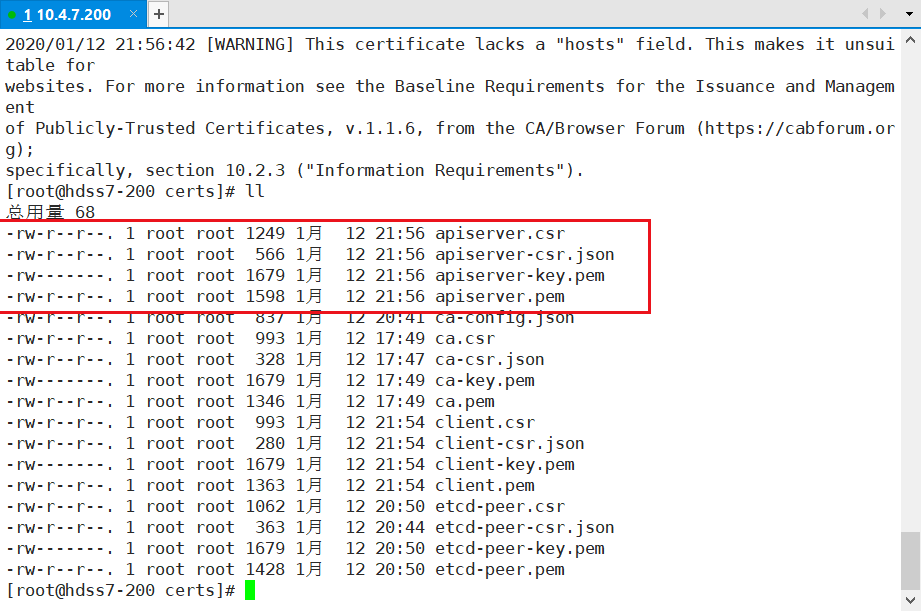 1 10.4.7.200 × +
2020/01/12 21:56:42 [WARNING] This certificate lacks a "hosts" field. This makes it unsui
table for
websites. For more information see the Baseline Requirements for the Issuance and Managem
ent
of Publicly-Trusted Certificates, v.1.1.6, from the CA/Browser Forum (https://cabforum.or
g);
specifically, section 10.2.3 ("Information Requirements").
[root@hdss7-200 certs]# ll
总用量 68
-rw-r--r--. 1 root root 1249 1月  12 21:56 apiserver.csr
-rw-r--r--. 1 root root  566 1月  12 21:56 apiserver-csr.json
-rw-------. 1 root root 1679 1月  12 21:56 apiserver-key.pem
-rw-r--r--. 1 root root 1598 1月  12 21:56 apiserver.pem
-rw-r--r--. 1 root root  837 1月  12 20:41 ca-config.json
-rw-r--r--. 1 root root  993 1月  12 17:49 ca.csr
-rw-r--r--. 1 root root  328 1月  12 17:47 ca-csr.json
-rw-------. 1 root root 1679 1月  12 17:49 ca-key.pem
-rw-r--r--. 1 root root 1346 1月  12 17:49 ca.pem
-rw-r--r--. 1 root root  993 1月  12 21:54 client.csr
-rw-r--r--. 1 root root  280 1月  12 21:54 client-csr.json
-rw-------. 1 root root 1679 1月  12 21:54 client-key.pem
-rw-r--r--. 1 root root 1363 1月  12 21:54 client.pem
-rw-r--r--. 1 root root 1062 1月  12 20:50 etcd-peer.csr
-rw-r--r--. 1 root root  363 1月  12 20:44 etcd-peer-csr.json
-rw-------. 1 root root 1679 1月  12 20:50 etcd-peer-key.pem
-rw-r--r--. 1 root root 1428 1月  12 20:50 etcd-peer.pem
[root@hdss7-200 certs]#